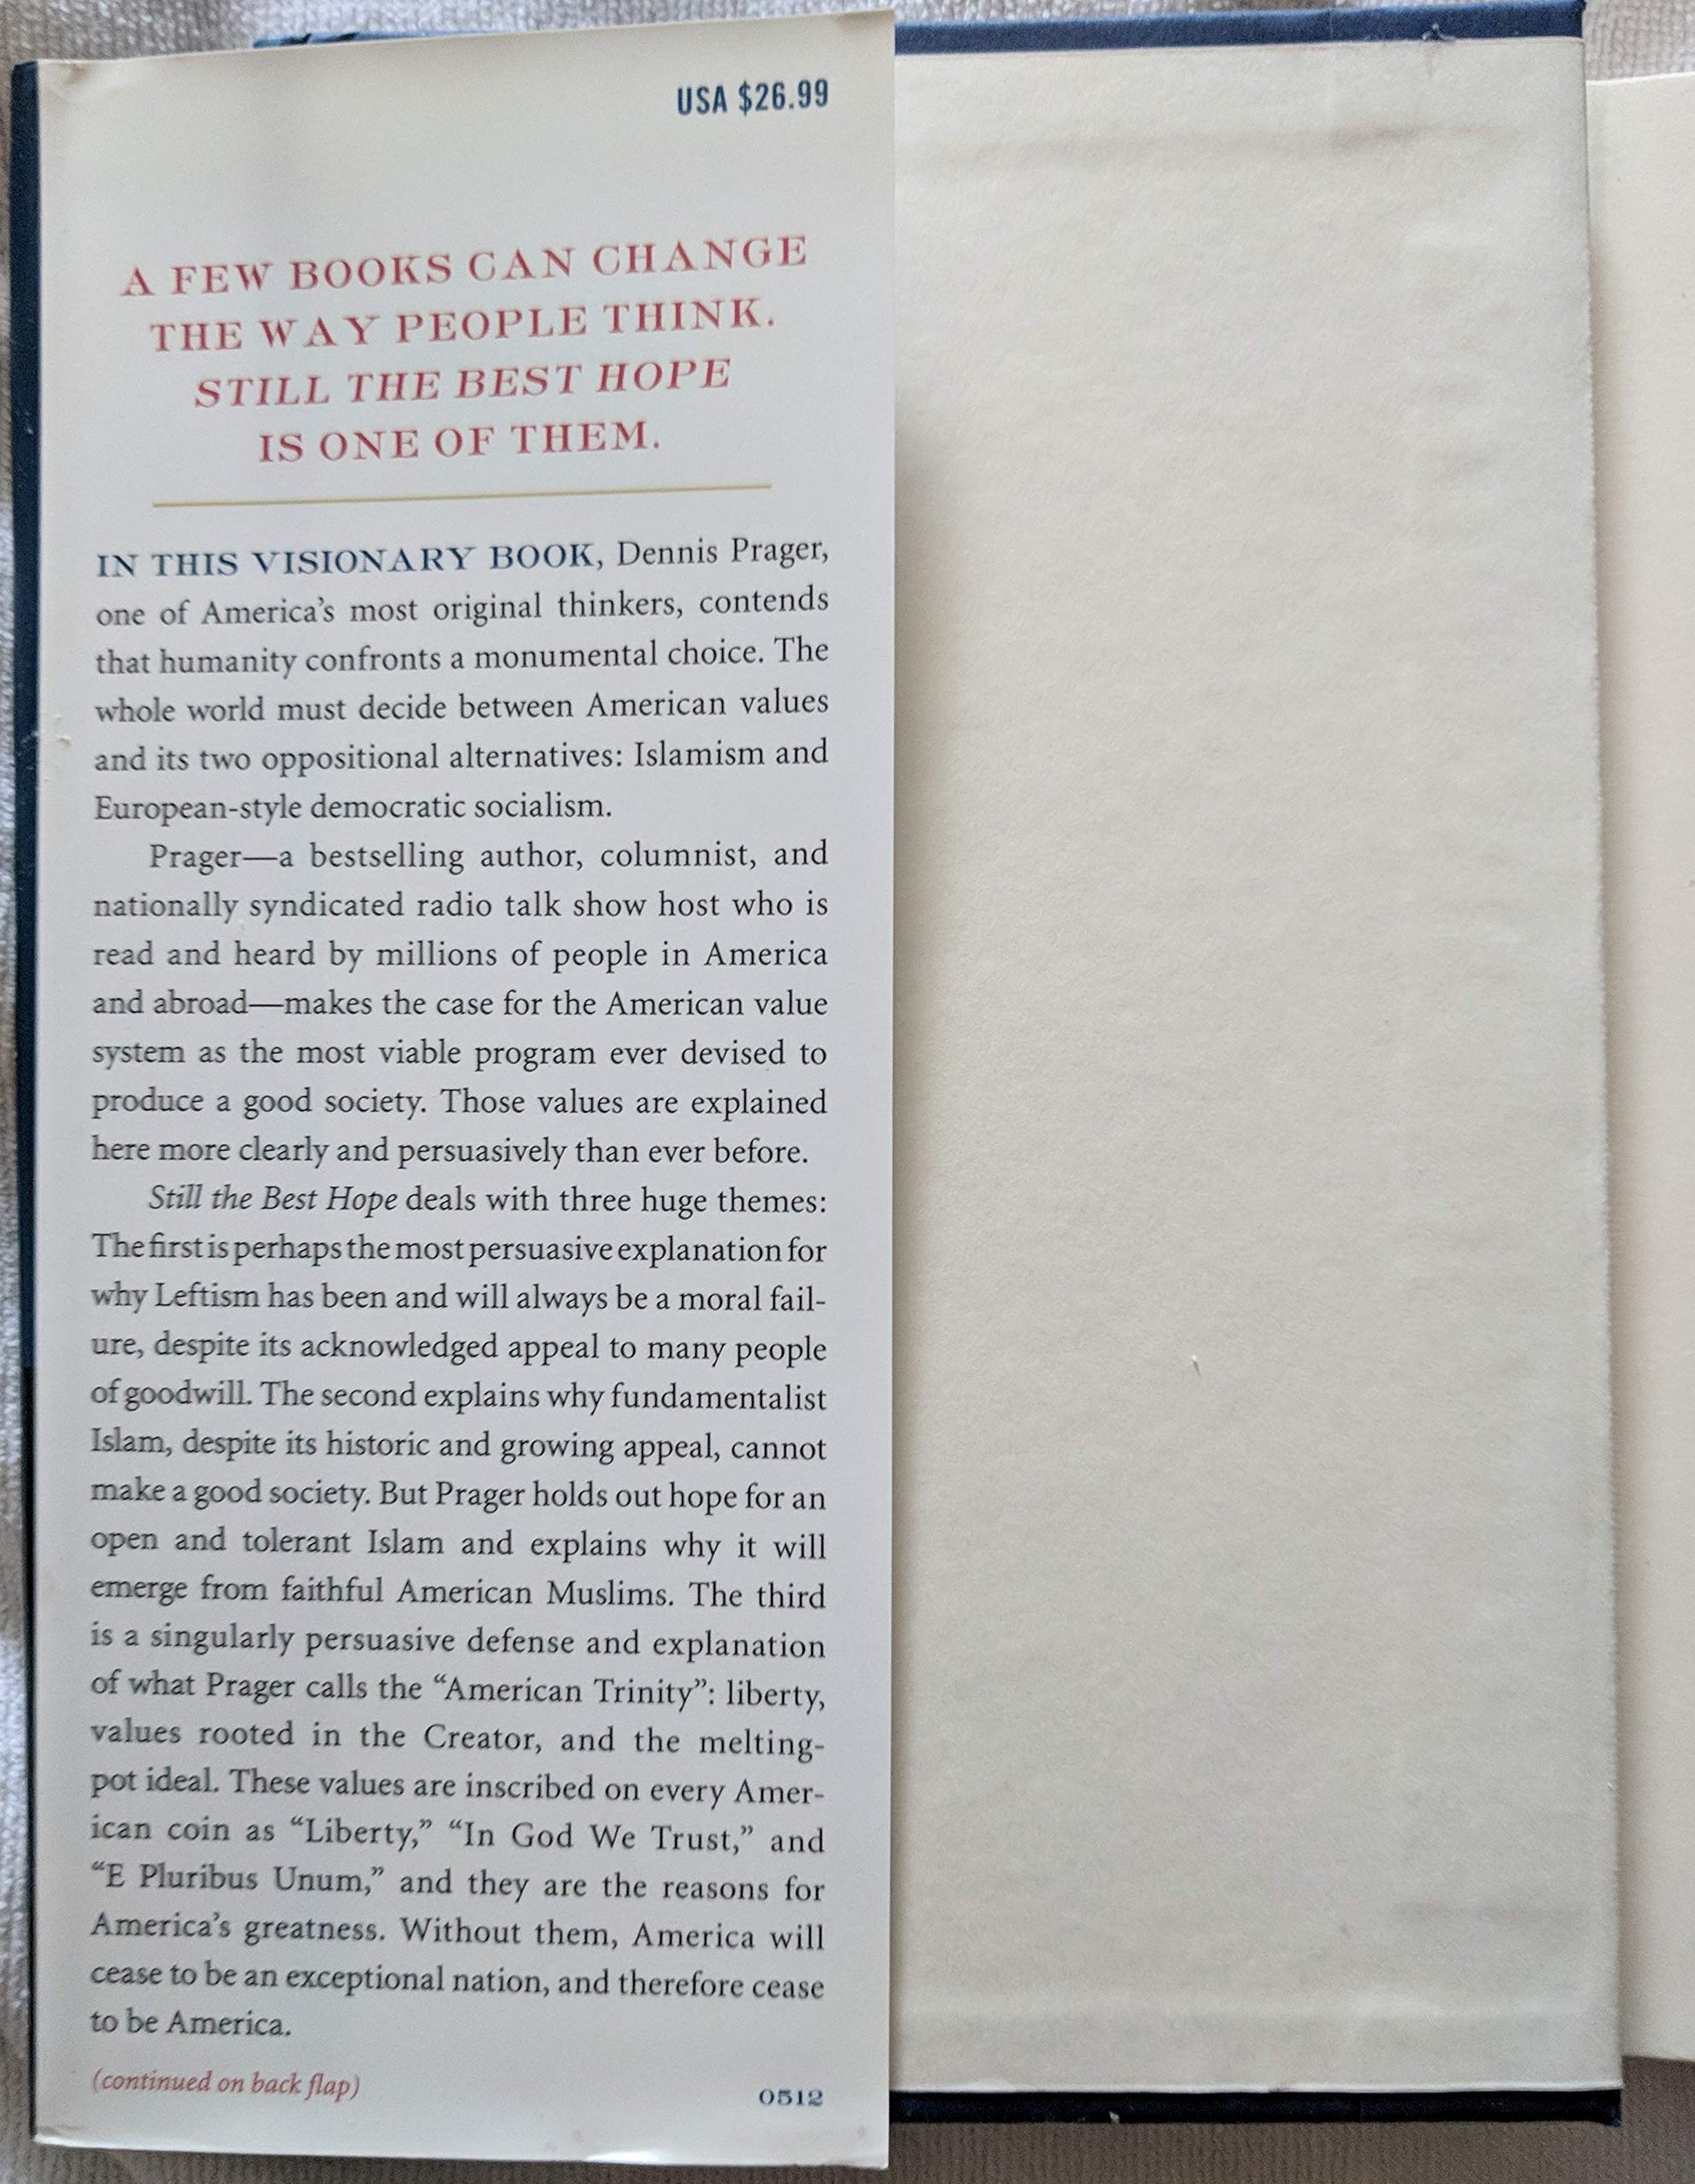 USA $26.99
A FEW BOOKS CAN CHANGE
THE WAY PEOPLE THINK.
STILL THE BEST HOPE
IS ONE OF THEM.
IN THIS VISIONARY BOOK, Dennis Prager,
one of America’s most original thinkers, contends
that humanity confronts a monumental choice. The
whole world must decide between American values
and its two oppositional alternatives: Islamism and
European-style democratic socialism.
Prager—a bestselling author, columnist, and
nationally syndicated radio talk show host who is
read and heard by millions of people in America
and abroad—makes the case for the American value
system as the most viable program ever devised to
produce a good society. Those values are explained
here more clearly and persuasively than ever before.
Still the Best Hope deals with three huge themes:
The first is perhaps the most persuasive explanation for
why Leftism has been and will always be a moral fail-
ure, despite its acknowledged appeal to many people
of goodwill. The second explains why fundamentalist
Islam, despite its historic and growing appeal, cannot
make a good society. But Prager holds out hope for an
open and tolerant Islam and explains why it will
emerge from faithful American Muslims. The third
is a singularly persuasive defense and explanation
of what Prager calls the “American Trinity”: liberty,
values rooted in the Creator, and the melting-
pot ideal. These values are inscribed on every Amer-
ican coin as “Liberty,” “In God We Trust,” and
“E Pluribus Unum,” and they are the reasons for
America’s greatness. Without them, America will
cease to be an exceptional nation, and therefore cease
to be America.
(continued on back flap)
0512